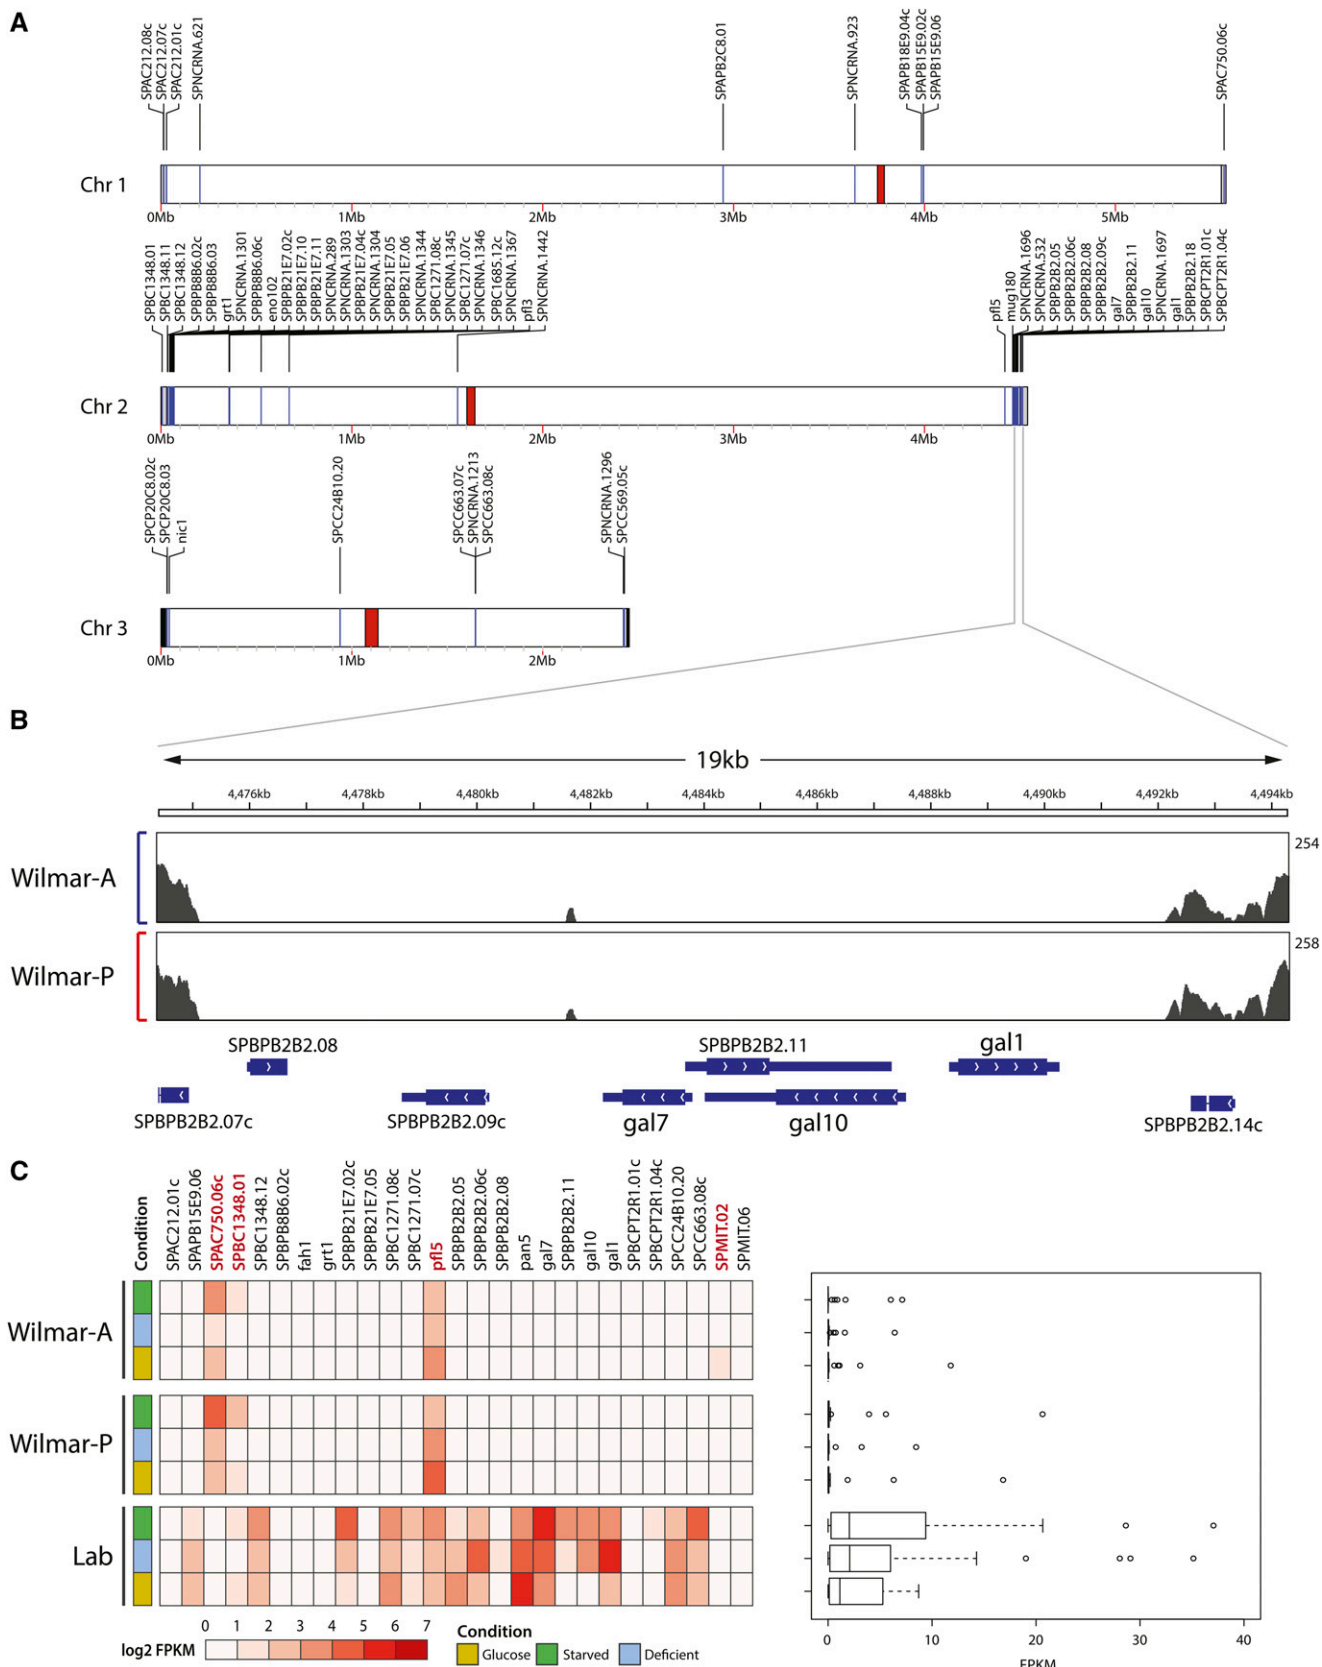 A
SPAC212.08c
SPAC212.07c
SPAC212.01c
SPNCRNA.621
SPAPB2C8.01
SPNCRNA.923
SPAPB18E9.04c
SPAPB15E9.02c
SPAPB15E9.06
SPAC750.06c
Chr 1
0Mb 1Mb 2Mb 3Mb 4Mb 5Mb
SPBC1348.01
SPBC1348.11
SPBC1348.12
SPBPB8B6.02c
SPBPB8B6.03
grt1
SPNCRNA.1301
SPBPB8B6.06c
eno102
SPBPB21E7.02c
SPBPB21E7.10
SPBPB21E7.11
SPNCRNA.289
SPNCRNA.1303
SPBPB21E7.04c
SPNCRNA.1304
SPBPB21E7.05
SPBPB21E7.06
SPNCRNA.1344
SPBC1271.08c
SPNCRNA.1345
SPBC1271.07c
SPNCRNA.1346
SPBC1685.12c
SPNCRNA.1367
pfl3
SPNCRNA.1442
pfl5
mug180
SPNCRNA.1696
SPNCRNA.532
SPBPB2B2.05
SPBPB2B2.06c
SPBPB2B2.08
SPBPB2B2.09c
gal7
SPBPB2B2.11
gal10
SPNCRNA.1697
gal1
SPBPB2B2.18
SPBCPT2R1.01c
SPBCPT2R1.04c
Chr 2
0Mb 1Mb 2Mb 3Mb 4Mb
SPCP20C8.02c
SPCP20C8.03
nic1
SPCC24B10.20
SPCC663.07c
SPNCRNA.1213
SPCC663.08c
SPNCRNA.1296
SPCC569.05c
Chr 3
0Mb 1Mb 2Mb
B
19kb
4,476kb 4,478kb 4,480kb 4,482kb 4,484kb 4,486kb 4,488kb 4,490kb 4,492kb 4,494kb
Wilmar-A
254
Wilmar-P
258
SPBPB2B2.08 SPBPB2B2.11 gal1
SPBPB2B2.07c SPBPB2B2.09c gal7 gal10 SPBPB2B2.14c
C
Condition
SPAC212.01c
SPAPB15E9.06
SPAC750.06c
SPBC1348.01
SPBC1348.12
SPBPB8B6.02c
fah1
grt1
SPBPB21E7.02c
SPBPB21E7.05
SPBC1271.08c
SPBC1271.07c
pfl5
SPBPB2B2.05
SPBPB2B2.06c
SPBPB2B2.08
pan5
gal7
SPBPB2B2.11
gal10
gal1
SPBCPT2R1.01c
SPBCPT2R1.04c
SPCC24B10.20
SPCC663.08c
SPMIT.02
SPMIT.06
Wilmar-A
Wilmar-P
Lab
0 1 2 3 4 5 6 7
log2 FPKM
Condition
Glucose Starved Deficient
0 10 20 30 40
FPKM